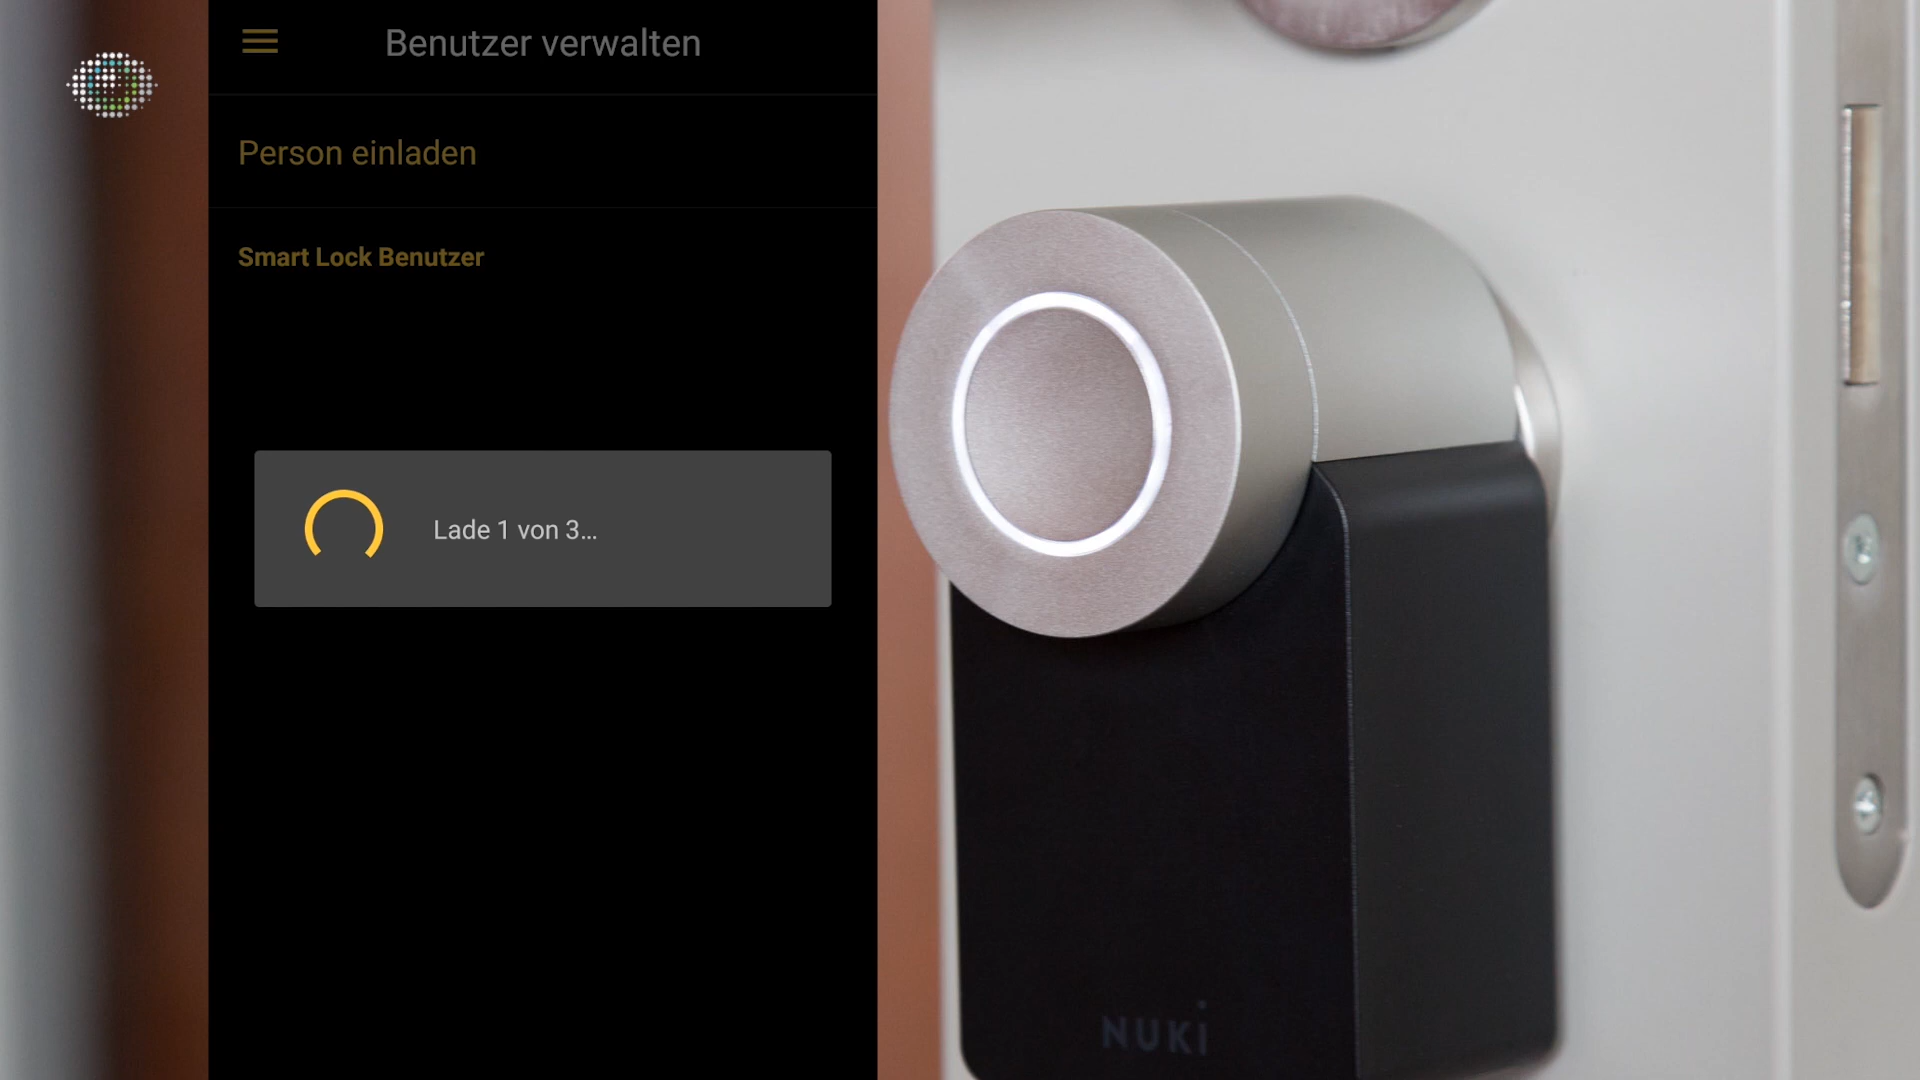 Benutzer verwalten
Person einladen
Smart Lock Benutzer
Lade 1 von 3...
NUKI